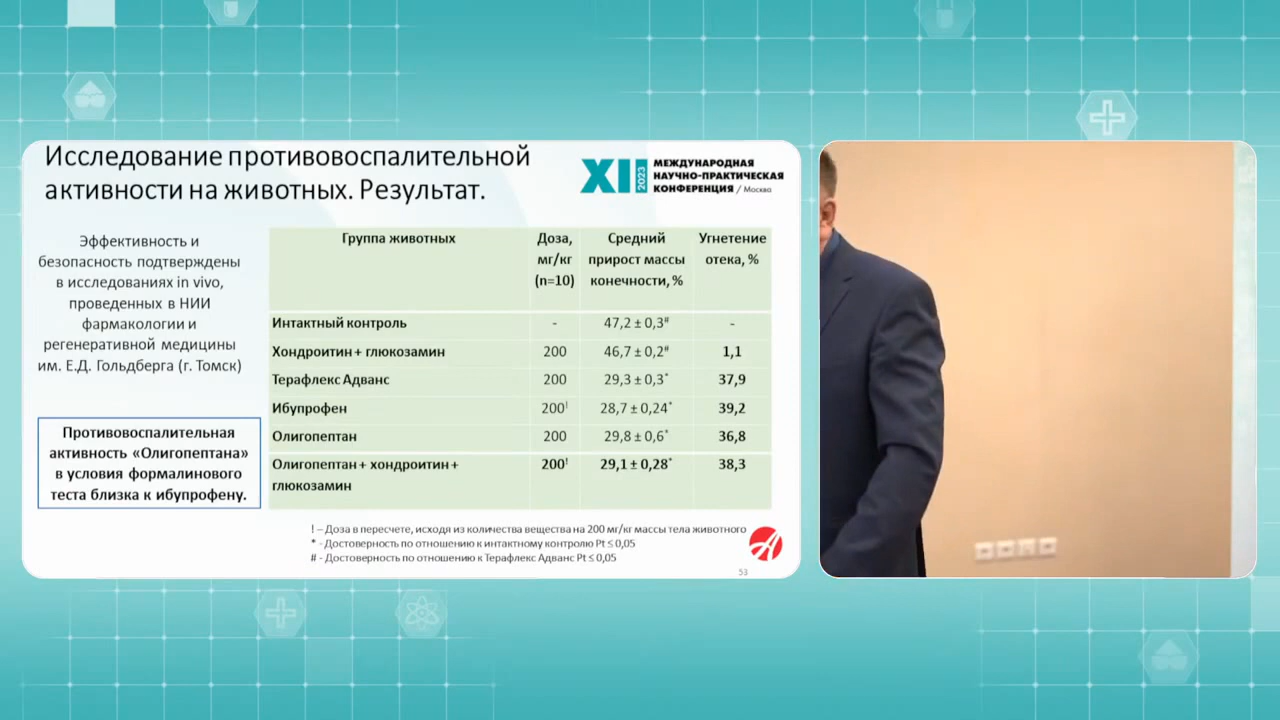 Исследование противовоспалительной
активности на животных. Результат.
XII
2023
МЕЖДУНАРОДНАЯ
НАУЧНО-ПРАКТИЧЕСКАЯ
КОНФЕРЕНЦИЯ / Москва
Эффективность и
безопасность подтверждены
в исследованиях in vivo,
проведенных в НИИ
фармакологии и
регенеративной медицины
им. Е.Д. Гольдберга (г. Томск)
Противовоспалительная
активность «Олигопептана»
в условия формалинового
теста близка к ибупрофену.
Группа животных Доза, мг/кг (n=10) Средний прирост массы конечности, % Угнетение отека, %
Интактный контроль - 47,2 ± 0,3# -
Хондроитин + глюкозамин 200 46,7 ± 0,2# 1,1
Терафлекс Адванс 200 29,3 ± 0,3* 37,9
Ибупрофен 200! 28,7 ± 0,24* 39,2
Олигопептан 200 29,8 ± 0,6* 36,8
Олигопептан + хондроитин + 200! 29,1 ± 0,28* 38,3
глюкозамин
! – Доза в пересчете, исходя из количества вещества на 200 мг/кг массы тела животного
* - Достоверность по отношению к интактному контролю Pt ≤ 0,05
# - Достоверность по отношению к Терафлекс Адванс Pt ≤ 0,05
53